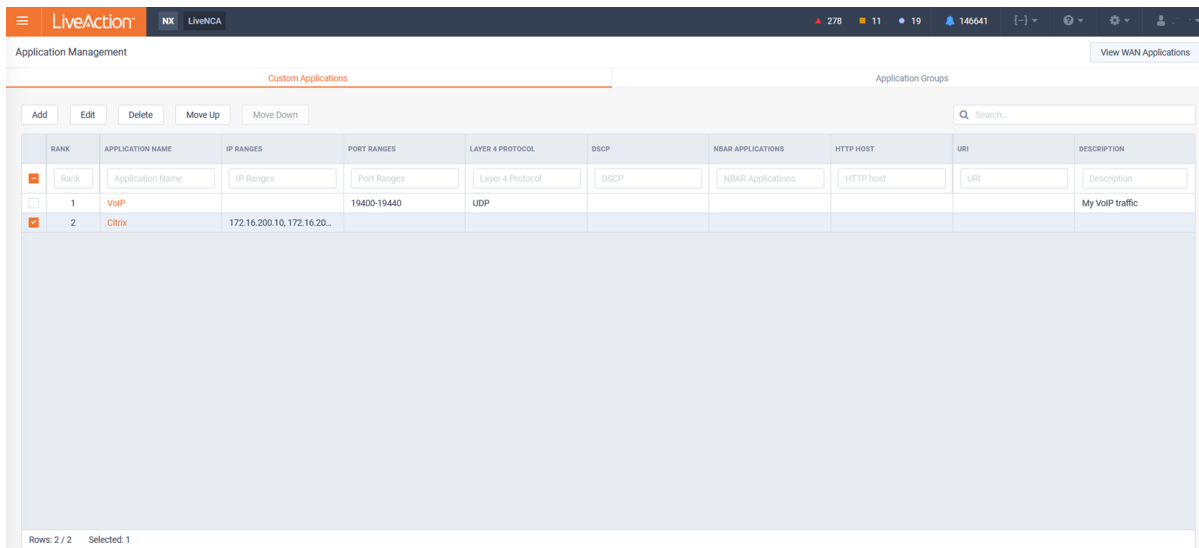 LiveAction NX LiveNCA 278 11 19 146641
Application Management View WAN Applications
Custom Applications Application Groups
Add Edit Delete Move Up Move Down Search...
RANK APPLICATION NAME IP RANGES PORT RANGES LAYER 4 PROTOCOL DSCP NBAR APPLICATIONS HTTP HOST URI DESCRIPTION
Rank Application Name IP Ranges Port Ranges Layer 4 Protocol DSCP NBAR Applications HTTP host URI Description
1 VoIP 19400-19440 UDP My VoIP traffic
2 Citrix 172.16.200.10, 172.16.20...
Rows: 2 / 2 Selected: 1